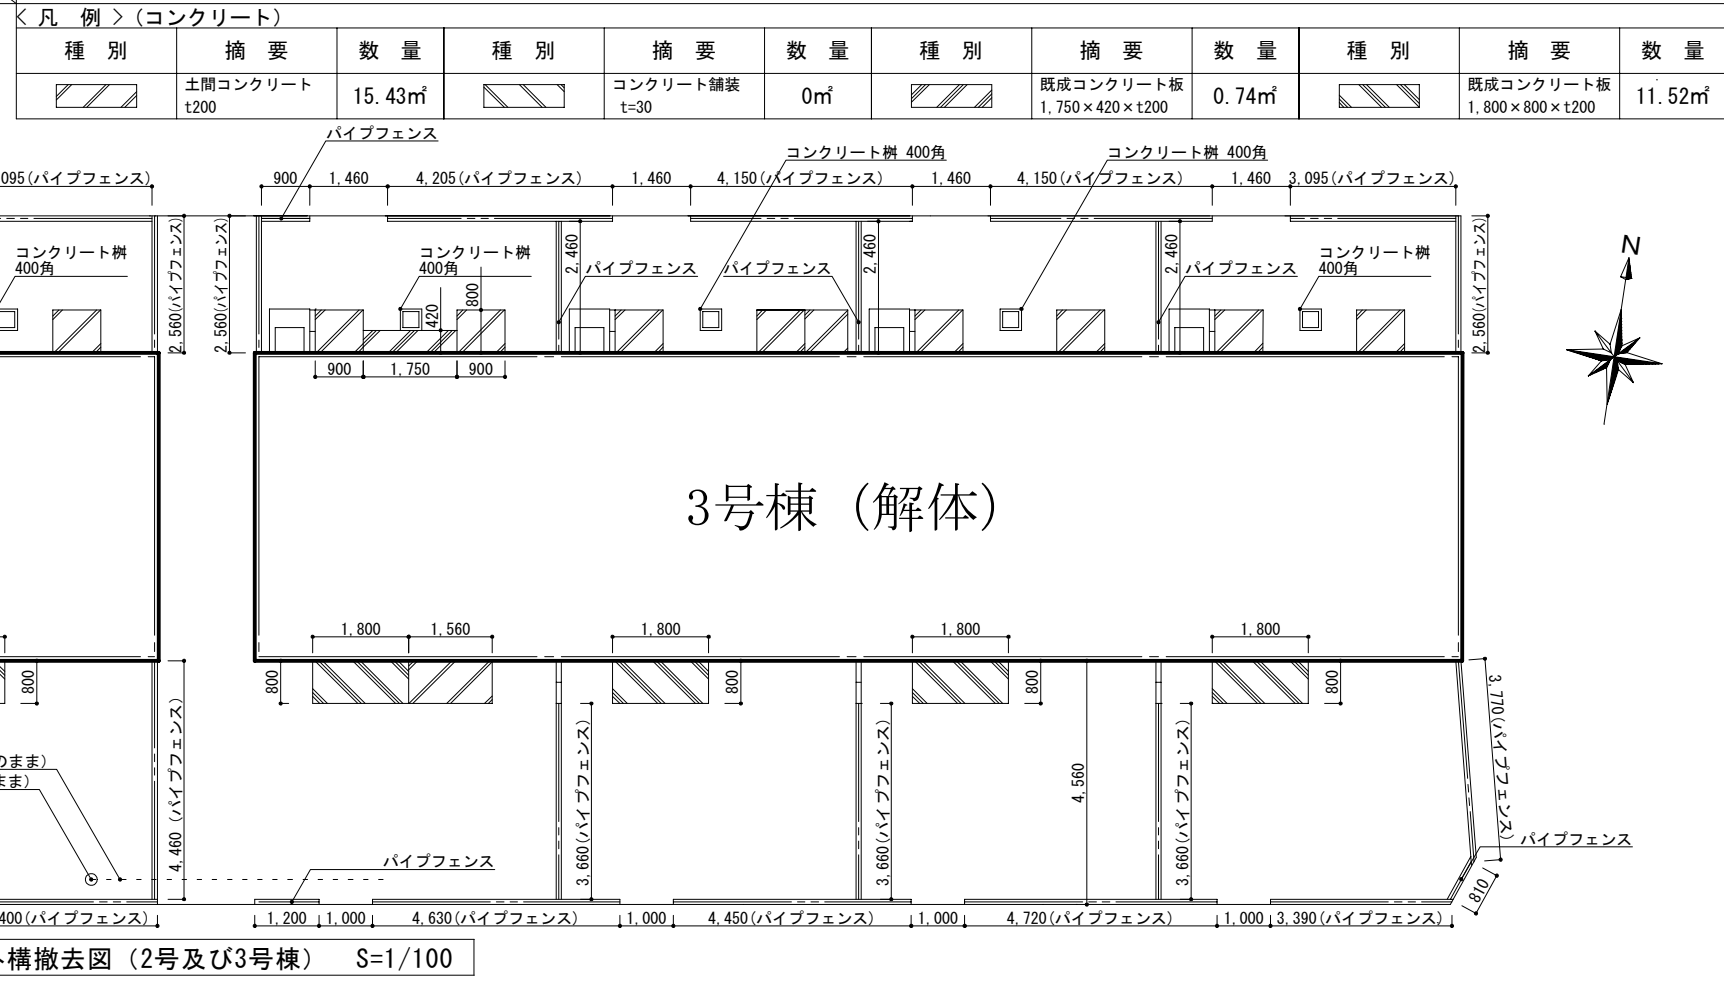 < 凡 例 >(コンクリート)
種 別 摘 要 数 量 種 別 摘 要 数 量 種 別 摘 要 数 量 種 別 摘 要 数 量
土間コンクリート
t200
15.43㎡
コンクリート舗装
t=30
0㎡
既成コンクリート板
1,750×420×t200
0.74㎡
既成コンクリート板
1,800×800×t200
11.52㎡
パイプフェンス
コンクリート桝 400角
コンクリート桝 400角
095(パイプフェンス)
900
1,460
4,205(パイプフェンス)
1,460
4,150(パイプフェンス)
1,460
4,150(パイプフェンス)
1,460
3,095(パイプフェンス)
コンクリート桝
400角
2,560(パイプフェンス)
2,560(パイプフェンス)
コンクリート桝
400角
420
800
2,460
パイプフェンス
パイプフェンス
2,460
2,460
パイプフェンス
コンクリート桝
400角
2,560(パイプフェンス)
N
900
1,750
900
3号棟 (解体)
1,800
1,560
1,800
1,800
1,800
800
800
800
800
800
4,460 (パイプフェンス)
のまま)
まま)
3,660(パイプフェンス)
3,660(パイプフェンス)
4,560
3,660(パイプフェンス)
3,770(パイプフェンス)
パイプフェンス
パイプフェンス
810
400(パイプフェンス)
1,200
1,000
4,630(パイプフェンス)
1,000
4,450(パイプフェンス)
1,000
4,720(パイプフェンス)
1,000
3,390(パイプフェンス)
構撤去図 (2号及び3号棟) S=1/100